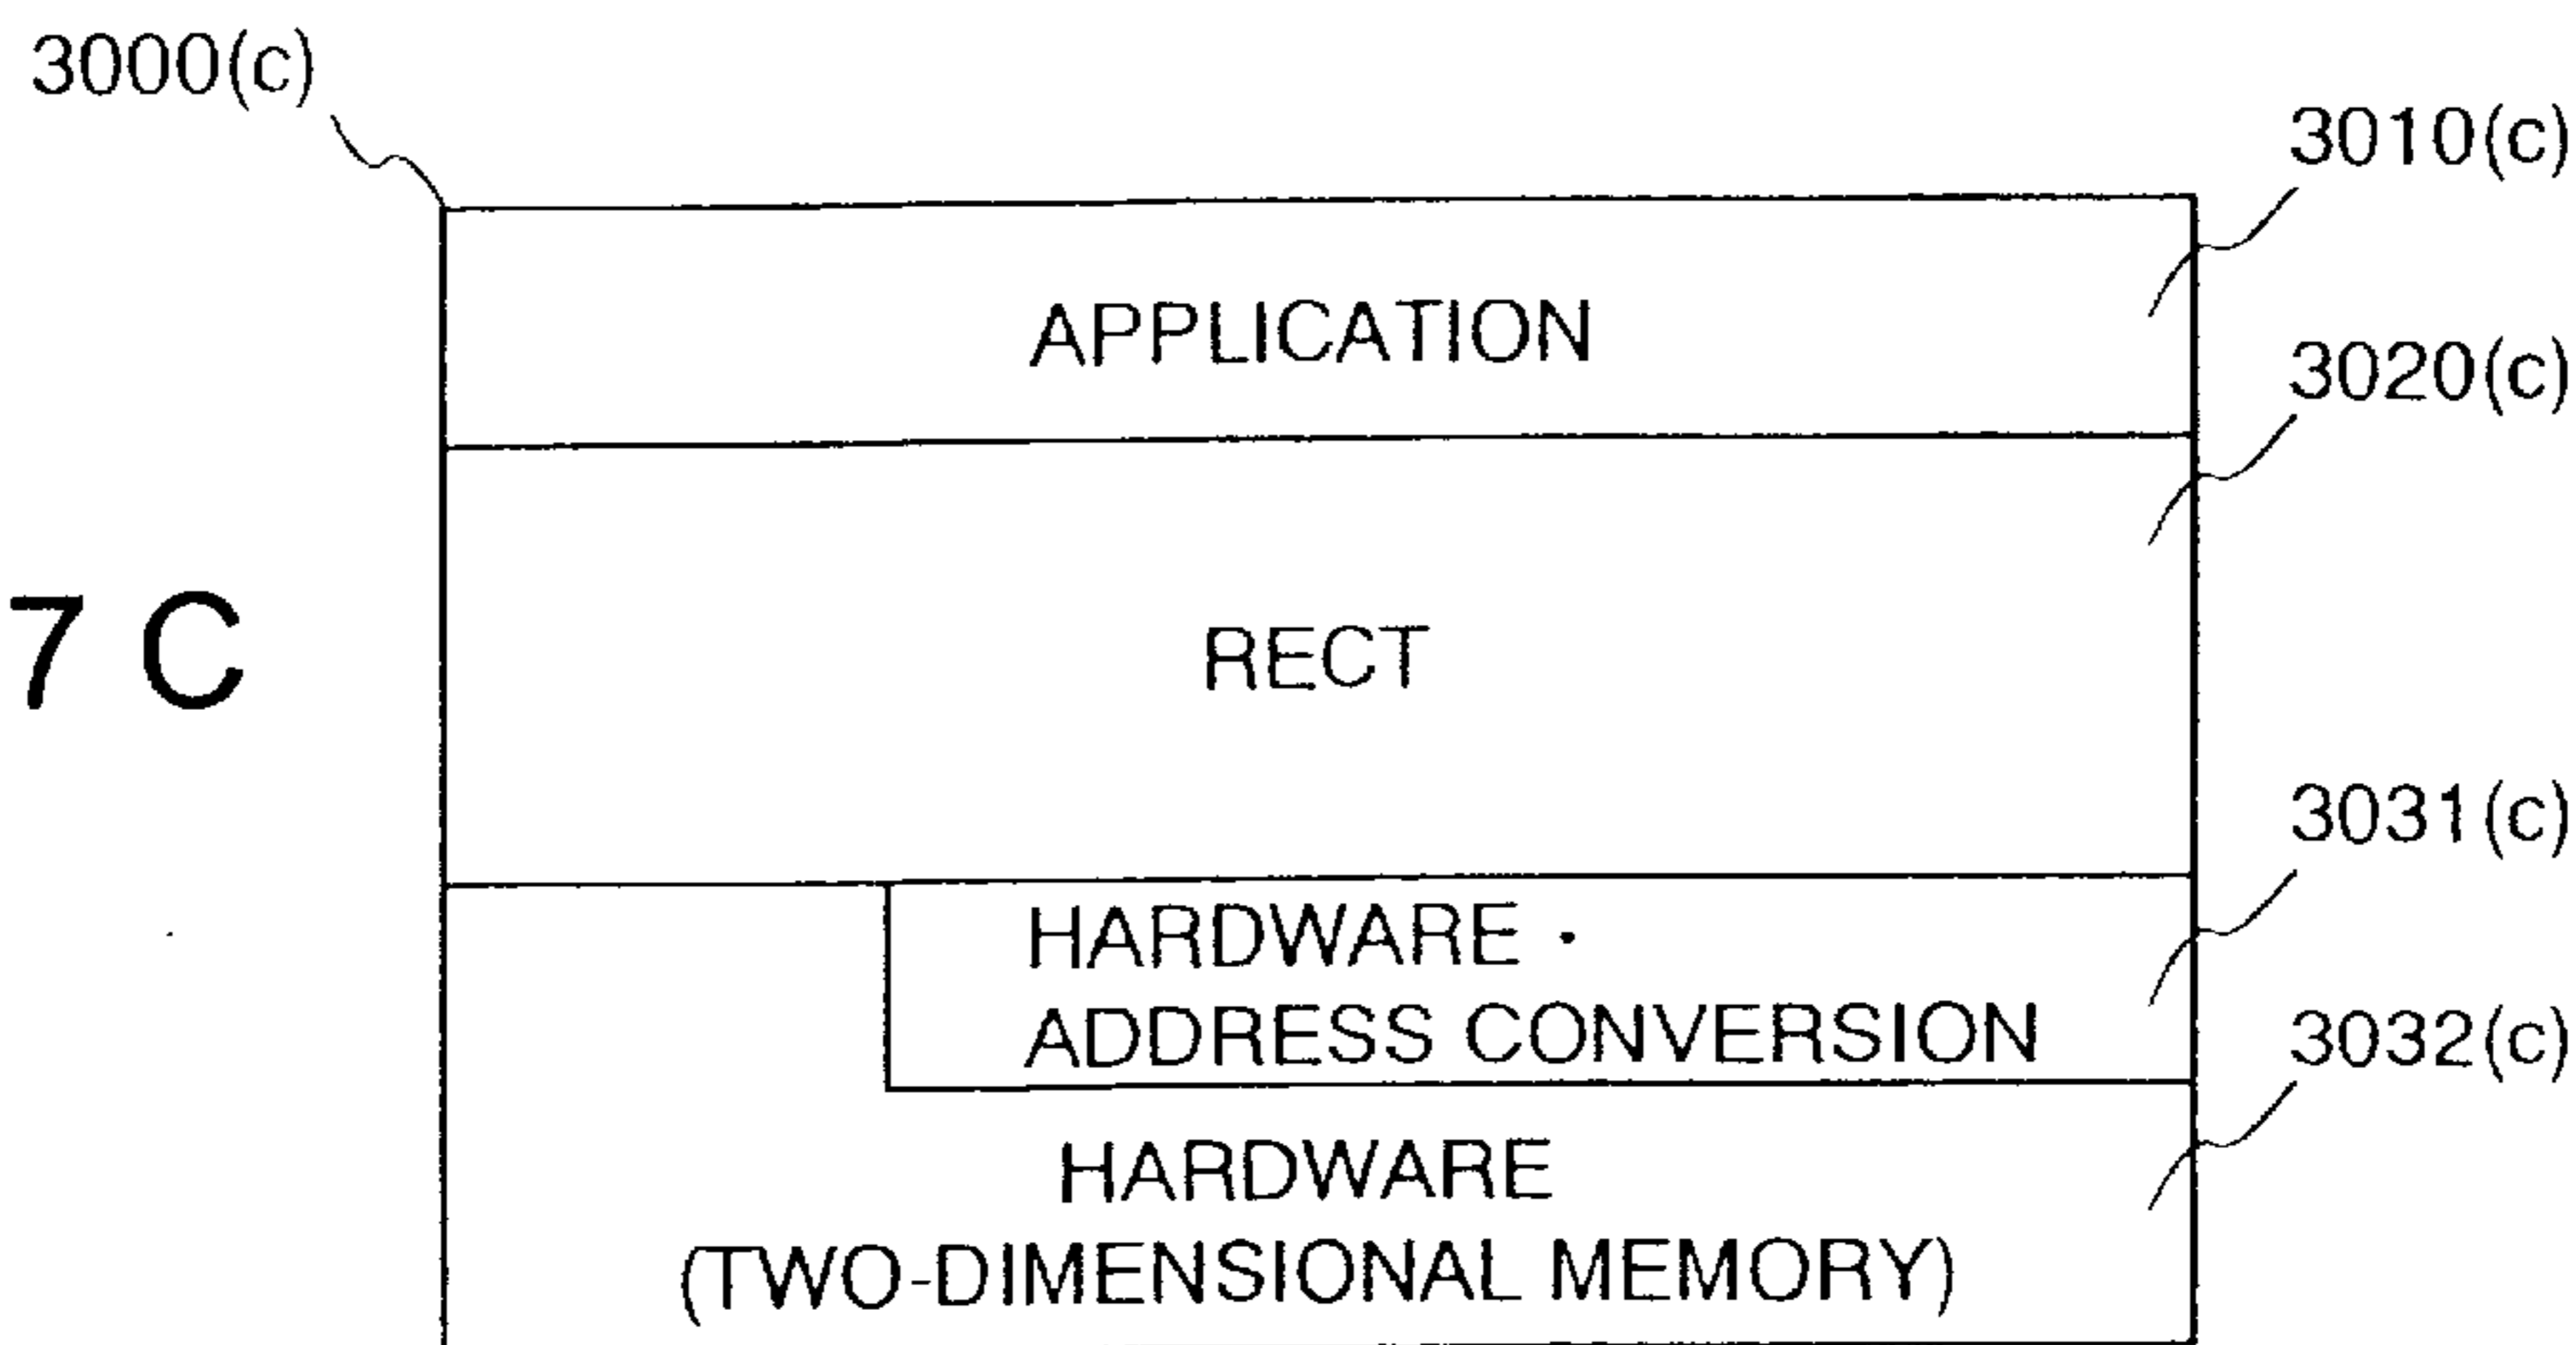 3000(c)
3010(c)
APPLICATION
3020(c)
7 C
RECT
3031(c)
HARDWARE ·
ADDRESS CONVERSION
3032(c)
HARDWARE
(TWO-DIMENSIONAL MEMORY)